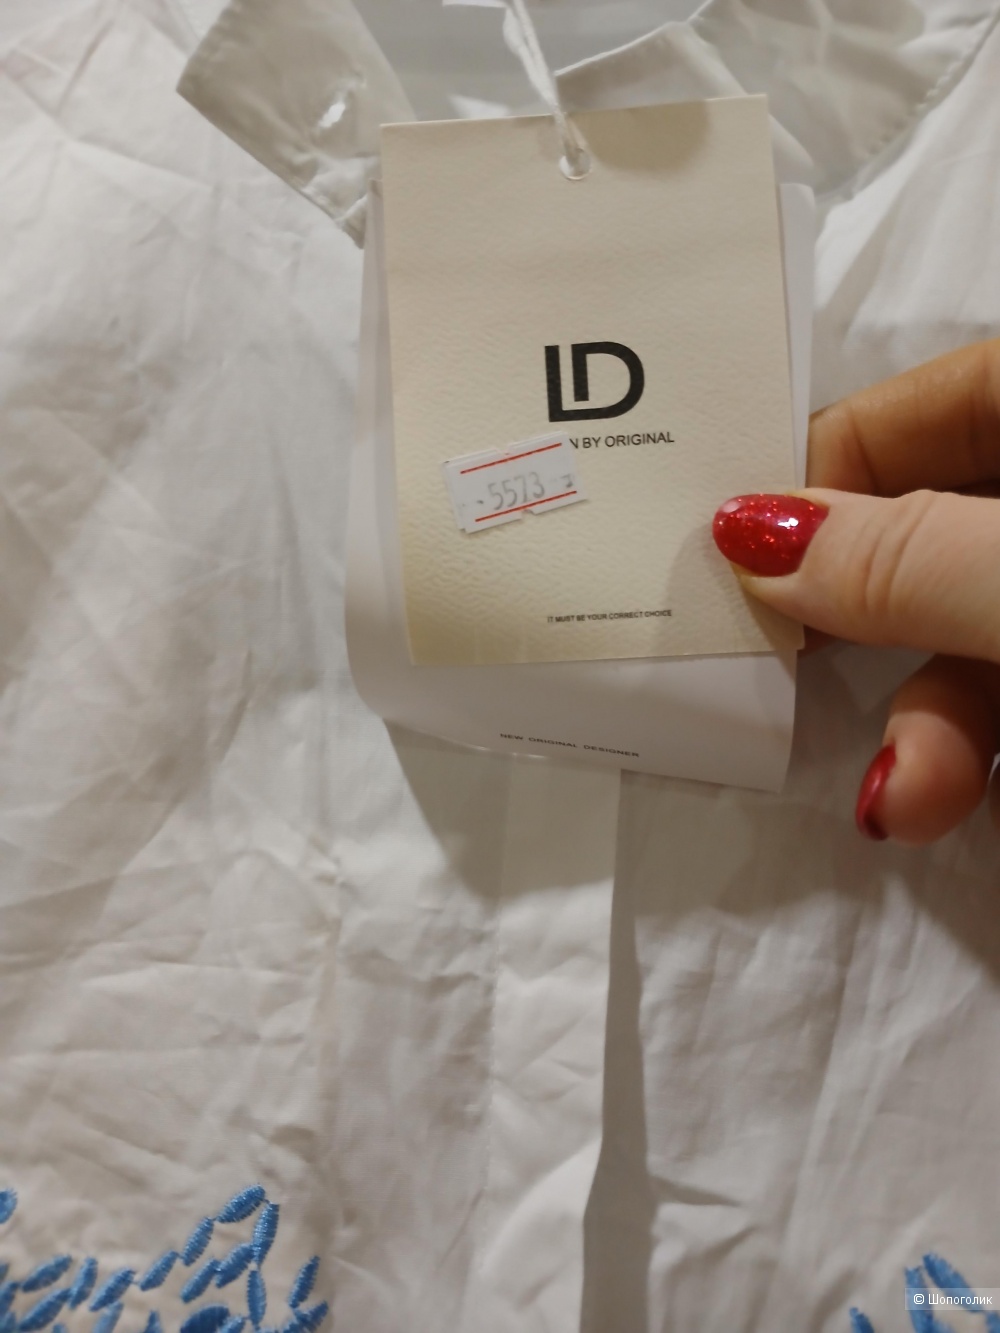 LD
N BY ORIGINAL
5573
IT MUST BE YOUR CORRECT CHOICE
NEW ORIGINAL DESIGNER
© Шопоголик